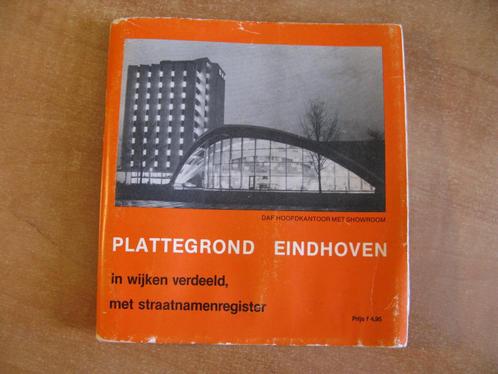 DAF HOOFDKANTOOR MET SHOWROOM
PLATTEGROND EINDHOVEN
in wijken verdeeld,
met straatnamenregister
Prijs f 4,95